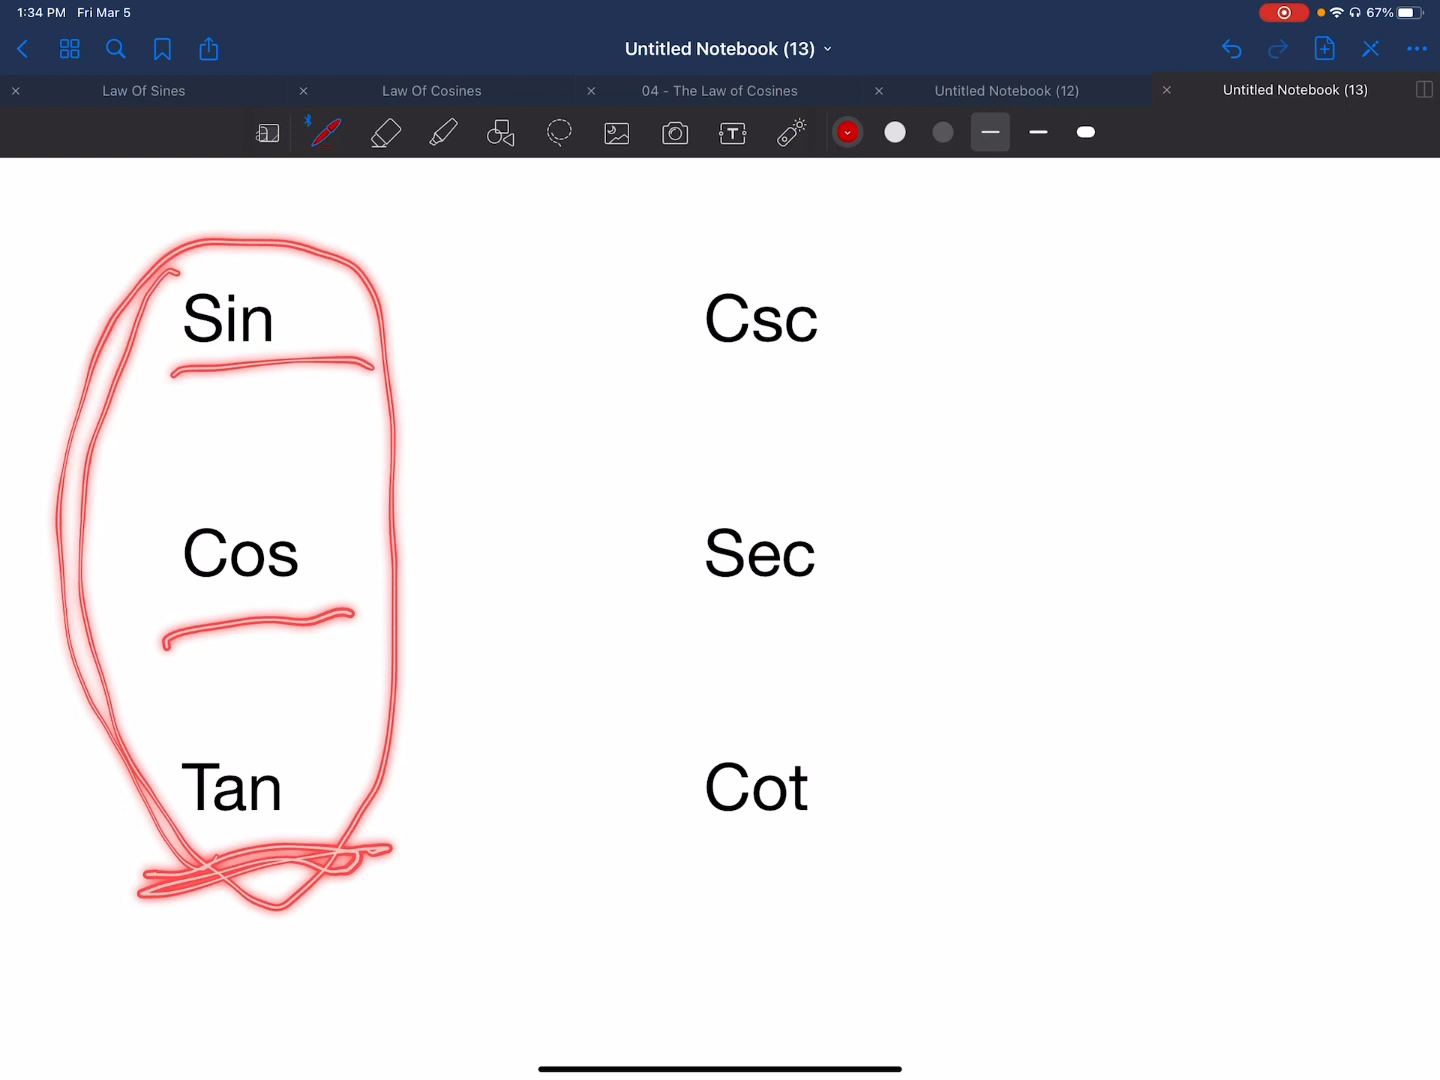 1:34 PM Fri Mar 5 67%
Untitled Notebook (13)
Law Of Sines Law Of Cosines 04 - The Law of Cosines Untitled Notebook (12) Untitled Notebook (13)
T
Sin Csc
Cos Sec
Tan Cot